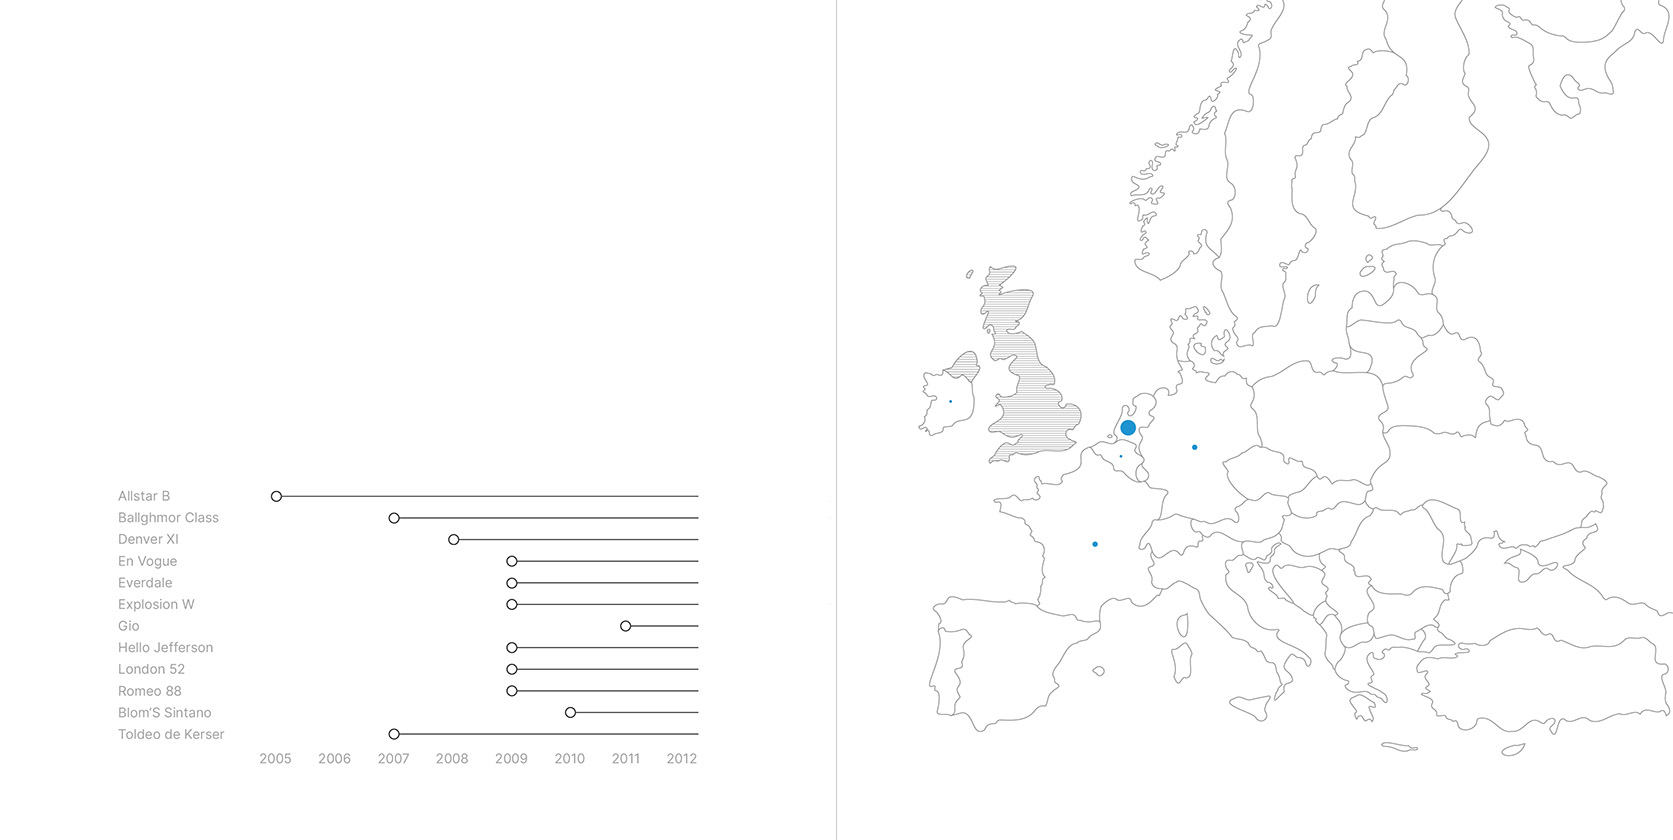 Allstar B
Ballghmor Class
Denver XI
En Vogue
Everdale
Explosion W
Gio
Hello Jefferson
London 52
Romeo 88
Blom'S Sintano
Toldeo de Kerser
2005 2006 2007 2008 2009 2010 2011 2012